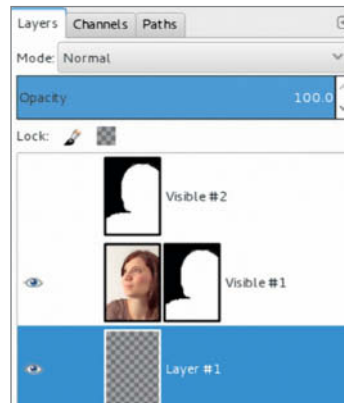 Layers Channels Paths
Mode: Normal
Opacity 100.0
Lock:
Visible #2
Visible #1
Layer #1